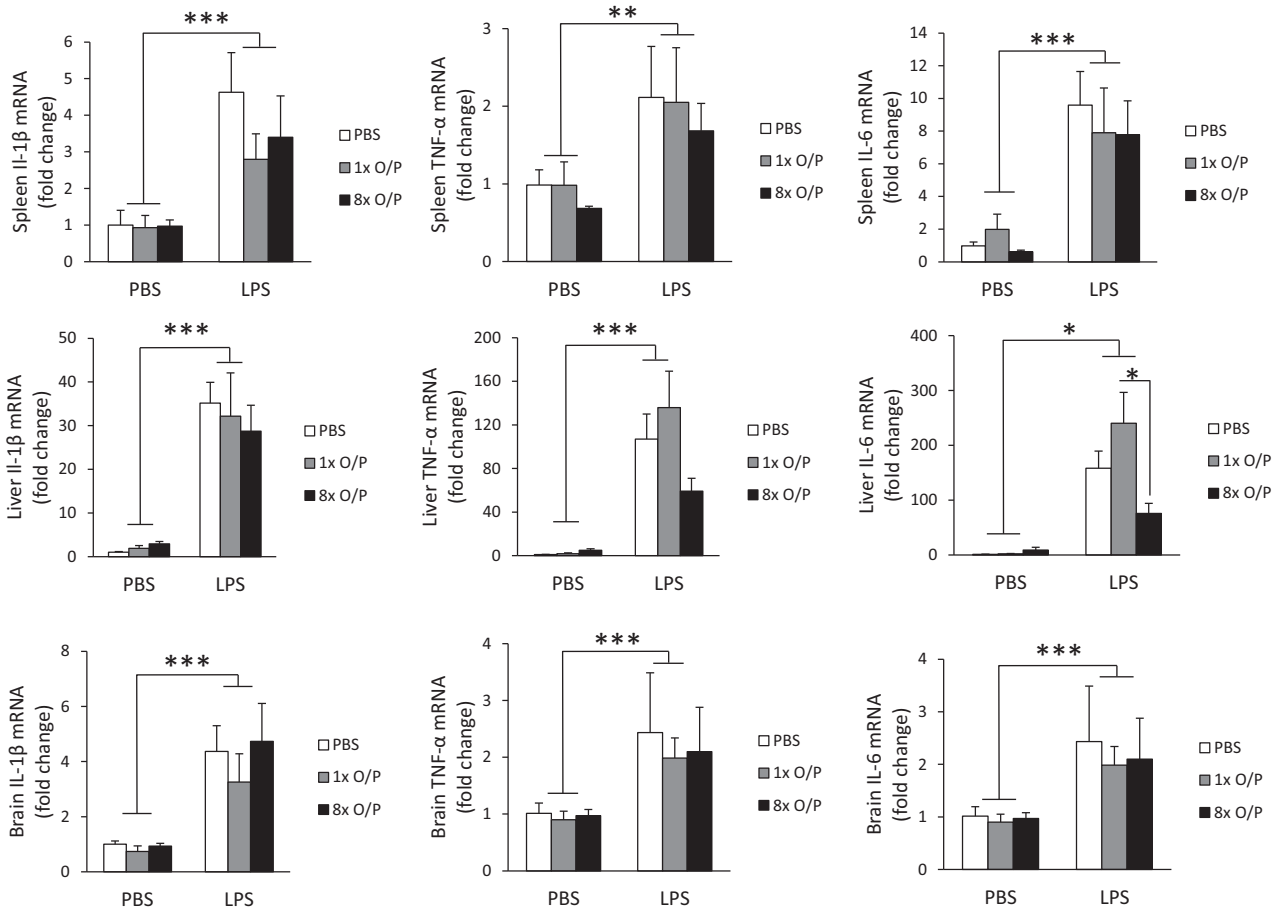 ***
Spleen Il-1β mRNA
(fold change)
6
5
4
3
2
1
0
PBS
LPS
PBS
1x O/P
8x O/P
**
Spleen TNF-α mRNA
(fold change)
3
2
1
0
PBS
LPS
PBS
1x O/P
8x O/P
***
Spleen IL-6 mRNA
(fold change)
14
12
10
8
6
4
2
0
PBS
LPS
PBS
1x O/P
8x O/P
***
Liver Il-1β mRNA
(fold change)
50
40
30
20
10
0
PBS
LPS
PBS
1x O/P
8x O/P
***
Liver TNF-α mRNA
(fold change)
200
160
120
80
40
0
PBS
LPS
PBS
1x O/P
8x O/P
*
*
Liver IL-6 mRNA
(fold change)
400
300
200
100
0
PBS
LPS
PBS
1x O/P
8x O/P
***
Brain IL-1β mRNA
(fold change)
8
6
4
2
0
PBS
LPS
PBS
1x O/P
8x O/P
***
Brain TNF-α mRNA
(fold change)
4
3
2
1
0
PBS
LPS
PBS
1x O/P
8x O/P
***
Brain IL-6 mRNA
(fold change)
4
3
2
1
0
PBS
LPS
PBS
1x O/P
8x O/P